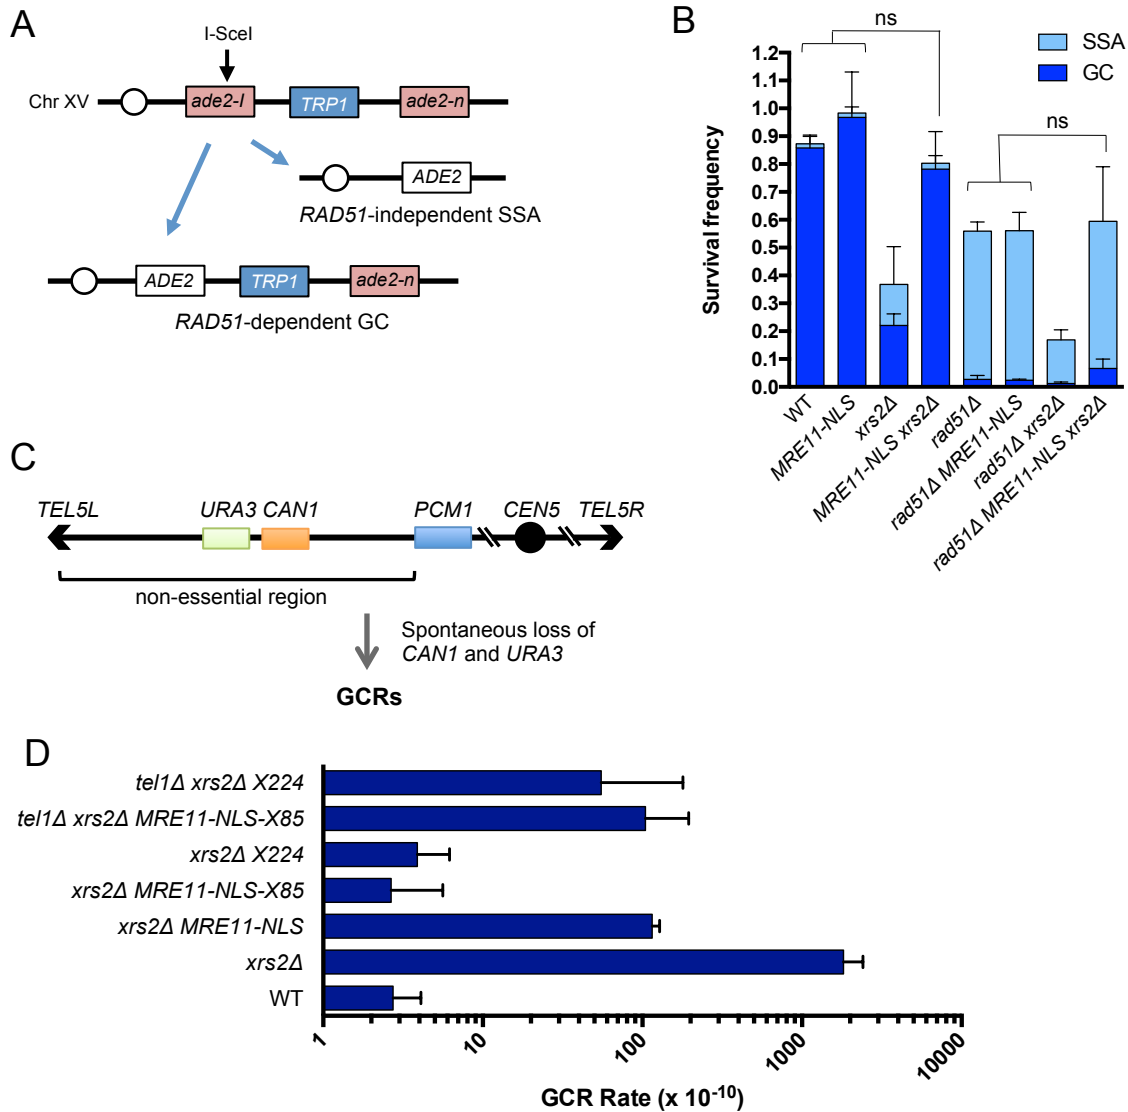 A
I-SceI
Chr XV
ade2-I
TRP1
ade2-n
ADE2
RAD51-independent SSA
ADE2
TRP1
ade2-n
RAD51-dependent GC
B
ns
ns
SSA
GC
Survival frequency
1.2
1.1
1.0
0.9
0.8
0.7
0.6
0.5
0.4
0.3
0.2
0.1
0.0
WT
MRE11-NLS
xrs2Δ
MRE11-NLS xrs2Δ
rad51Δ
rad51Δ MRE11-NLS
rad51Δ xrs2Δ
rad51Δ MRE11-NLS xrs2Δ
C
TEL5L
URA3 CAN1
PCM1
CEN5
TEL5R
non-essential region
Spontaneous loss of
CAN1 and URA3
GCRs
D
tel1Δ xrs2Δ X224
tel1Δ xrs2Δ MRE11-NLS-X85
xrs2Δ X224
xrs2Δ MRE11-NLS-X85
xrs2Δ MRE11-NLS
xrs2Δ
WT
1
10
100
1000
10000
GCR Rate (x 10⁻¹⁰)